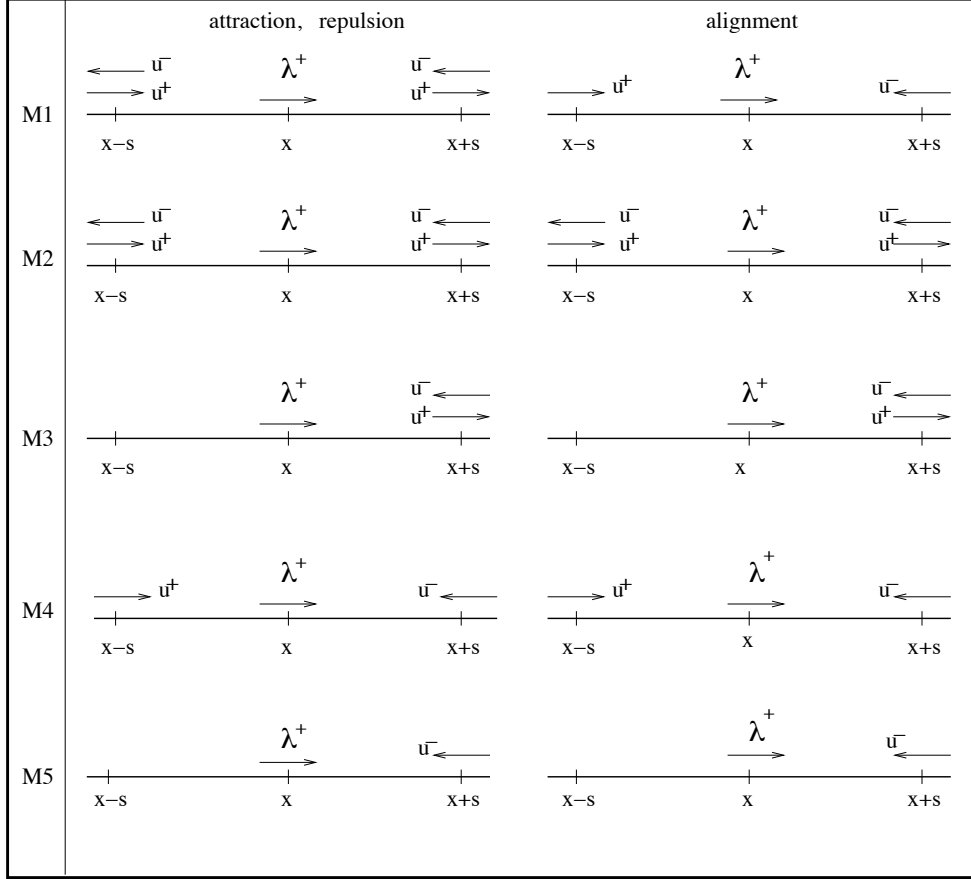 attraction, repulsion alignment
u⁻ λ⁺ u⁻ λ⁺
u⁺ u⁺ u⁺ u⁻
M1
x−s x x+s x−s x x+s
u⁻ λ⁺ u⁻ u⁻ λ⁺ u⁻
u⁺ u⁺ u⁺ u⁺
M2
x−s x x+s x−s x x+s
λ⁺ u⁻ λ⁺ u⁻
u⁺ u⁺
M3
x−s x x+s x−s x x+s
λ⁺ λ⁺
u⁺ u⁻ u⁺ u⁻
M4
x−s x x+s x−s x x+s
λ⁺ λ⁺
u⁻ u⁻
M5
x−s x x+s x−s x x+s